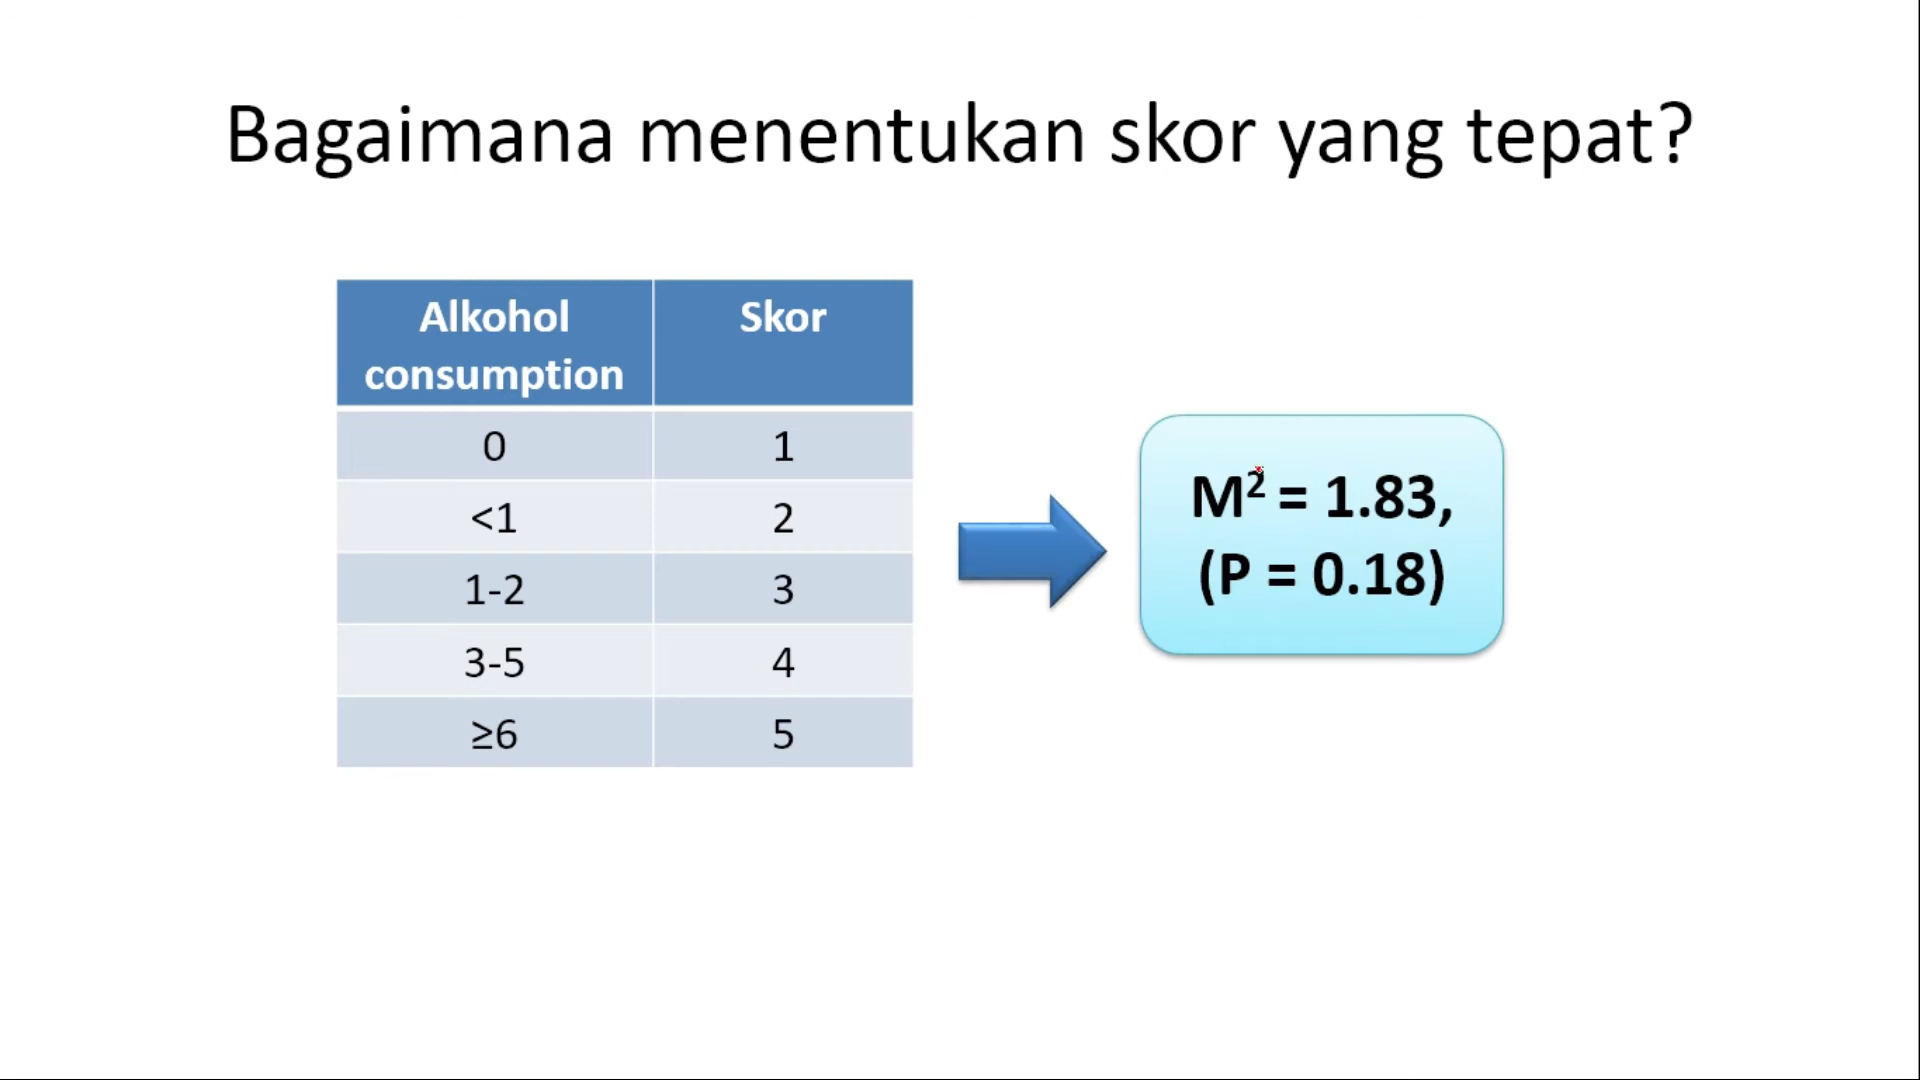 Bagaimana menentukan skor yang tepat?
Alkohol consumption Skor
0 1
<1 2
1-2 3
3-5 4
≥6 5
M² = 1.83,
(P = 0.18)